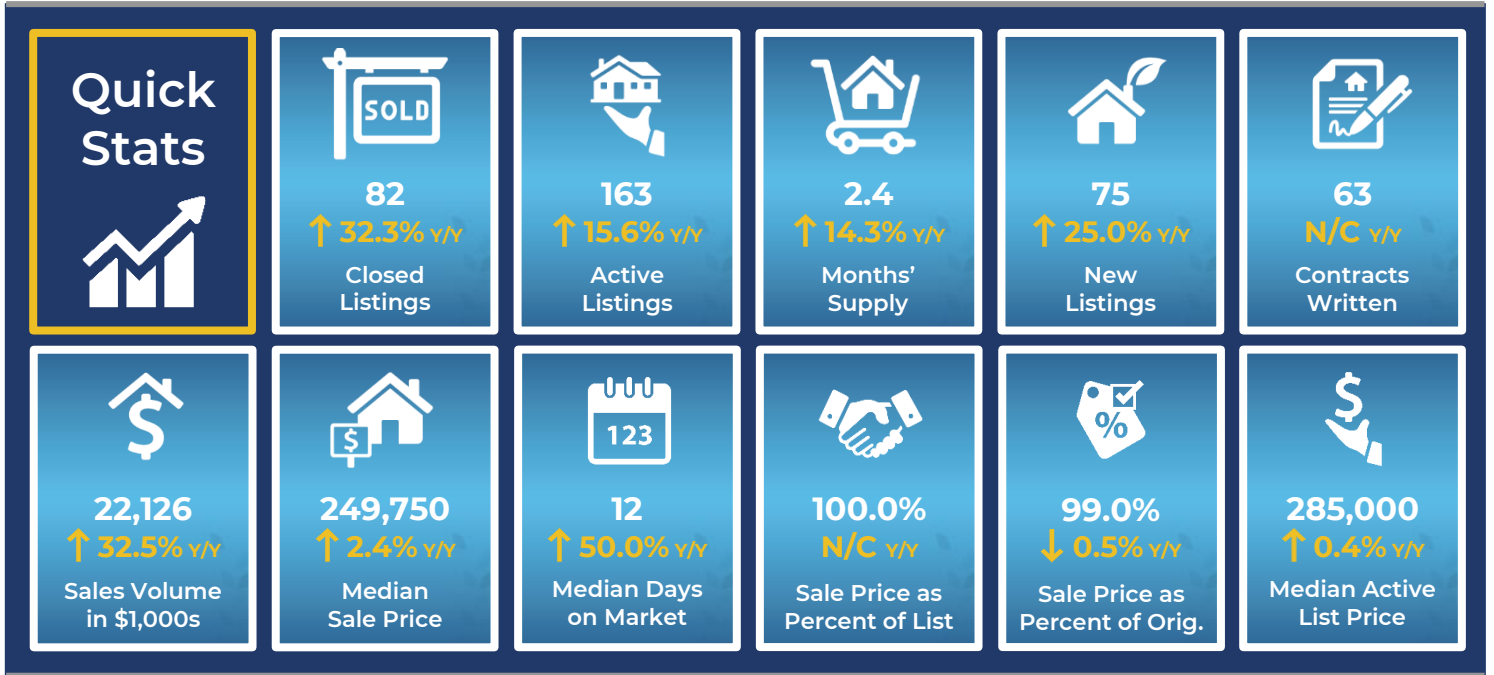 Quick
Stats
SOLD
82
↑ 32.3% Y/Y
Closed
Listings
163
↑ 15.6% Y/Y
Active
Listings
2.4
↑ 14.3% Y/Y
Months’
Supply
75
↑ 25.0% Y/Y
New
Listings
63
N/C Y/Y
Contracts
Written
$
22,126
↑ 32.5% Y/Y
Sales Volume
in $1,000s
$
249,750
↑ 2.4% Y/Y
Median
Sale Price
123
12
↑ 50.0% Y/Y
Median Days
on Market
100.0%
N/C Y/Y
Sale Price as
Percent of List
%
99.0%
↓ 0.5% Y/Y
Sale Price as
Percent of Orig.
$
285,000
↑ 0.4% Y/Y
Median Active
List Price